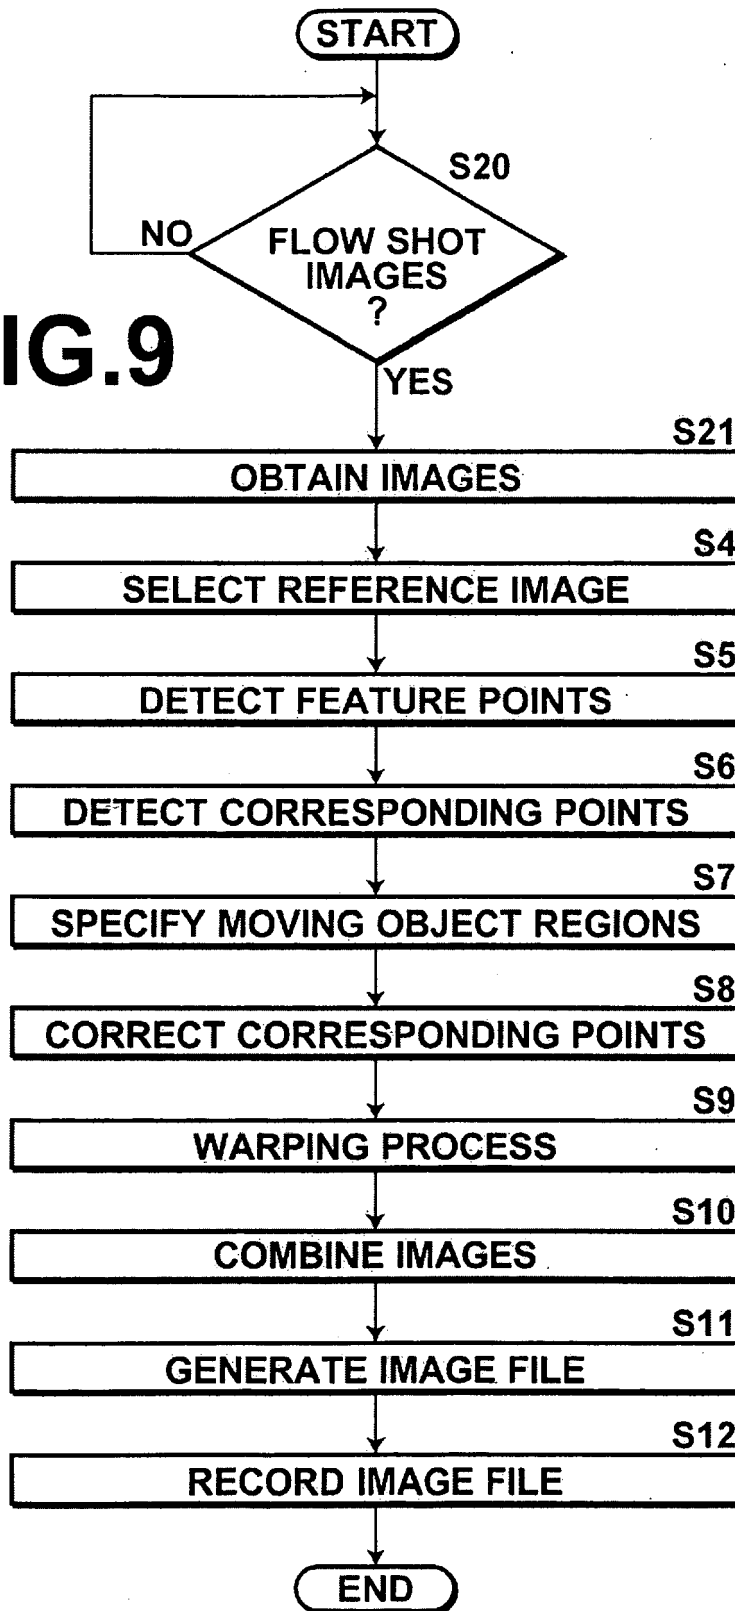 START
S20
NO
FLOW SHOT
IMAGES
?
IG.9
YES
S21
OBTAIN IMAGES
S4
SELECT REFERENCE IMAGE
S5
DETECT FEATURE POINTS
S6
DETECT CORRESPONDING POINTS
S7
SPECIFY MOVING OBJECT REGIONS
S8
CORRECT CORRESPONDING POINTS
S9
WARPING PROCESS
S10
COMBINE IMAGES
S11
GENERATE IMAGE FILE
S12
RECORD IMAGE FILE
END